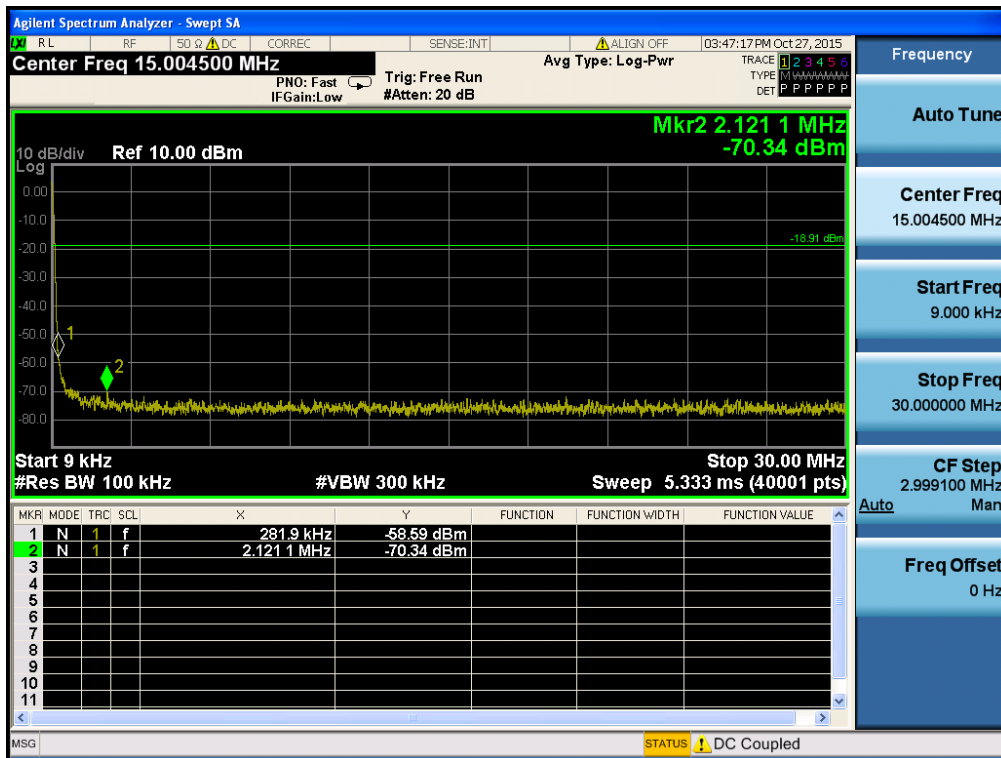 Agilent Spectrum Analyzer - Swept SA
LXI RL RF 50 Ω DC CORREC SENSE:INT ALIGN OFF 03:47:17 PM Oct 27, 2015
Center Freq 15.004500 MHz
PNO: Fast
IFGain:Low
Trig: Free Run
#Atten: 20 dB
Avg Type: Log-Pwr
TRACE 1 2 3 4 5 6
TYPE M WWWWW
DET P P P P P P
Mkr2 2.121 1 MHz
-70.34 dBm
10 dB/div Ref 10.00 dBm
Log
0.00
-10.0
-18.91 dBm
-20.0
-30.0
-40.0
-50.0
1
-60.0
2
-70.0
-80.0
Start 9 kHz Stop 30.00 MHz
#Res BW 100 kHz #VBW 300 kHz Sweep 5.333 ms (40001 pts)
MKR MODE TRC SCL X Y FUNCTION FUNCTION WIDTH FUNCTION VALUE
1 N 1 f 281.9 kHz -58.59 dBm
2 N 1 f 2.121 1 MHz -70.34 dBm
3
4
5
6
7
8
9
10
11
MSG STATUS DC Coupled
Frequency
Auto Tune
Center Freq
15.004500 MHz
Start Freq
9.000 kHz
Stop Freq
30.000000 MHz
CF Step
2.999100 MHz
Auto Man
Freq Offset
0 Hz